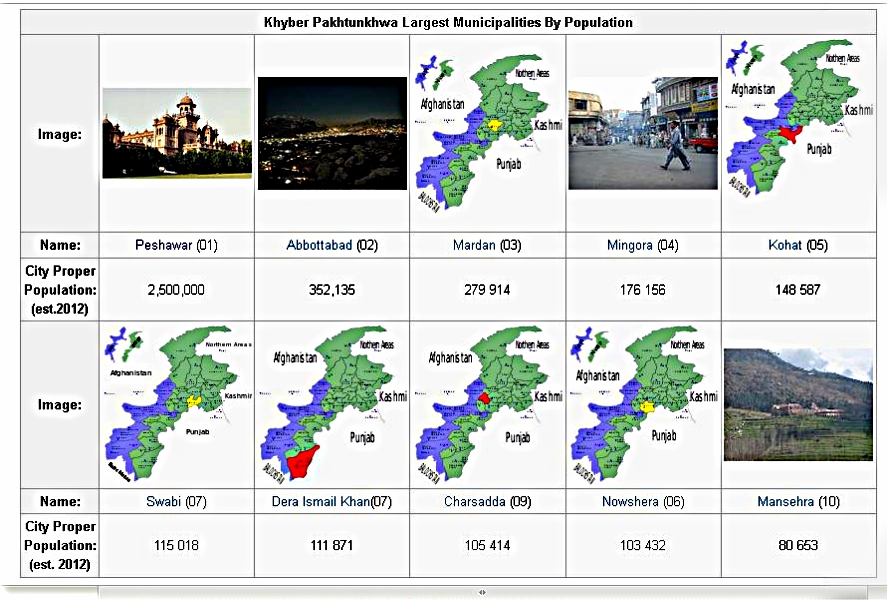 Khyber Pakhtunkhwa Largest Municipalities By Population
Image:
Northern Areas
Afghanistan
Kashmi
Punjab
Northern Areas
Afghanistan
Kashmi
Punjab
Name:
Peshawar (01)
Abbottabad (02)
Mardan (03)
Mingora (04)
Kohat (05)
City Proper
Population:
(est.2012)
2,500,000
352,135
279 914
176 156
148 587
Image:
Northern Areas
Afghanistan
Kashmir
Punjab
Northern Areas
Afghanistan
Kashmi
Punjab
Northern Areas
Afghanistan
Kashmi
Punjab
Northern Areas
Afghanistan
Kashmi
Punjab
Name:
Swabi (07)
Dera Ismail Khan(07)
Charsadda (09)
Nowshera (06)
Mansehra (10)
City Proper
Population:
(est. 2012)
115 018
111 871
105 414
103 432
80 653